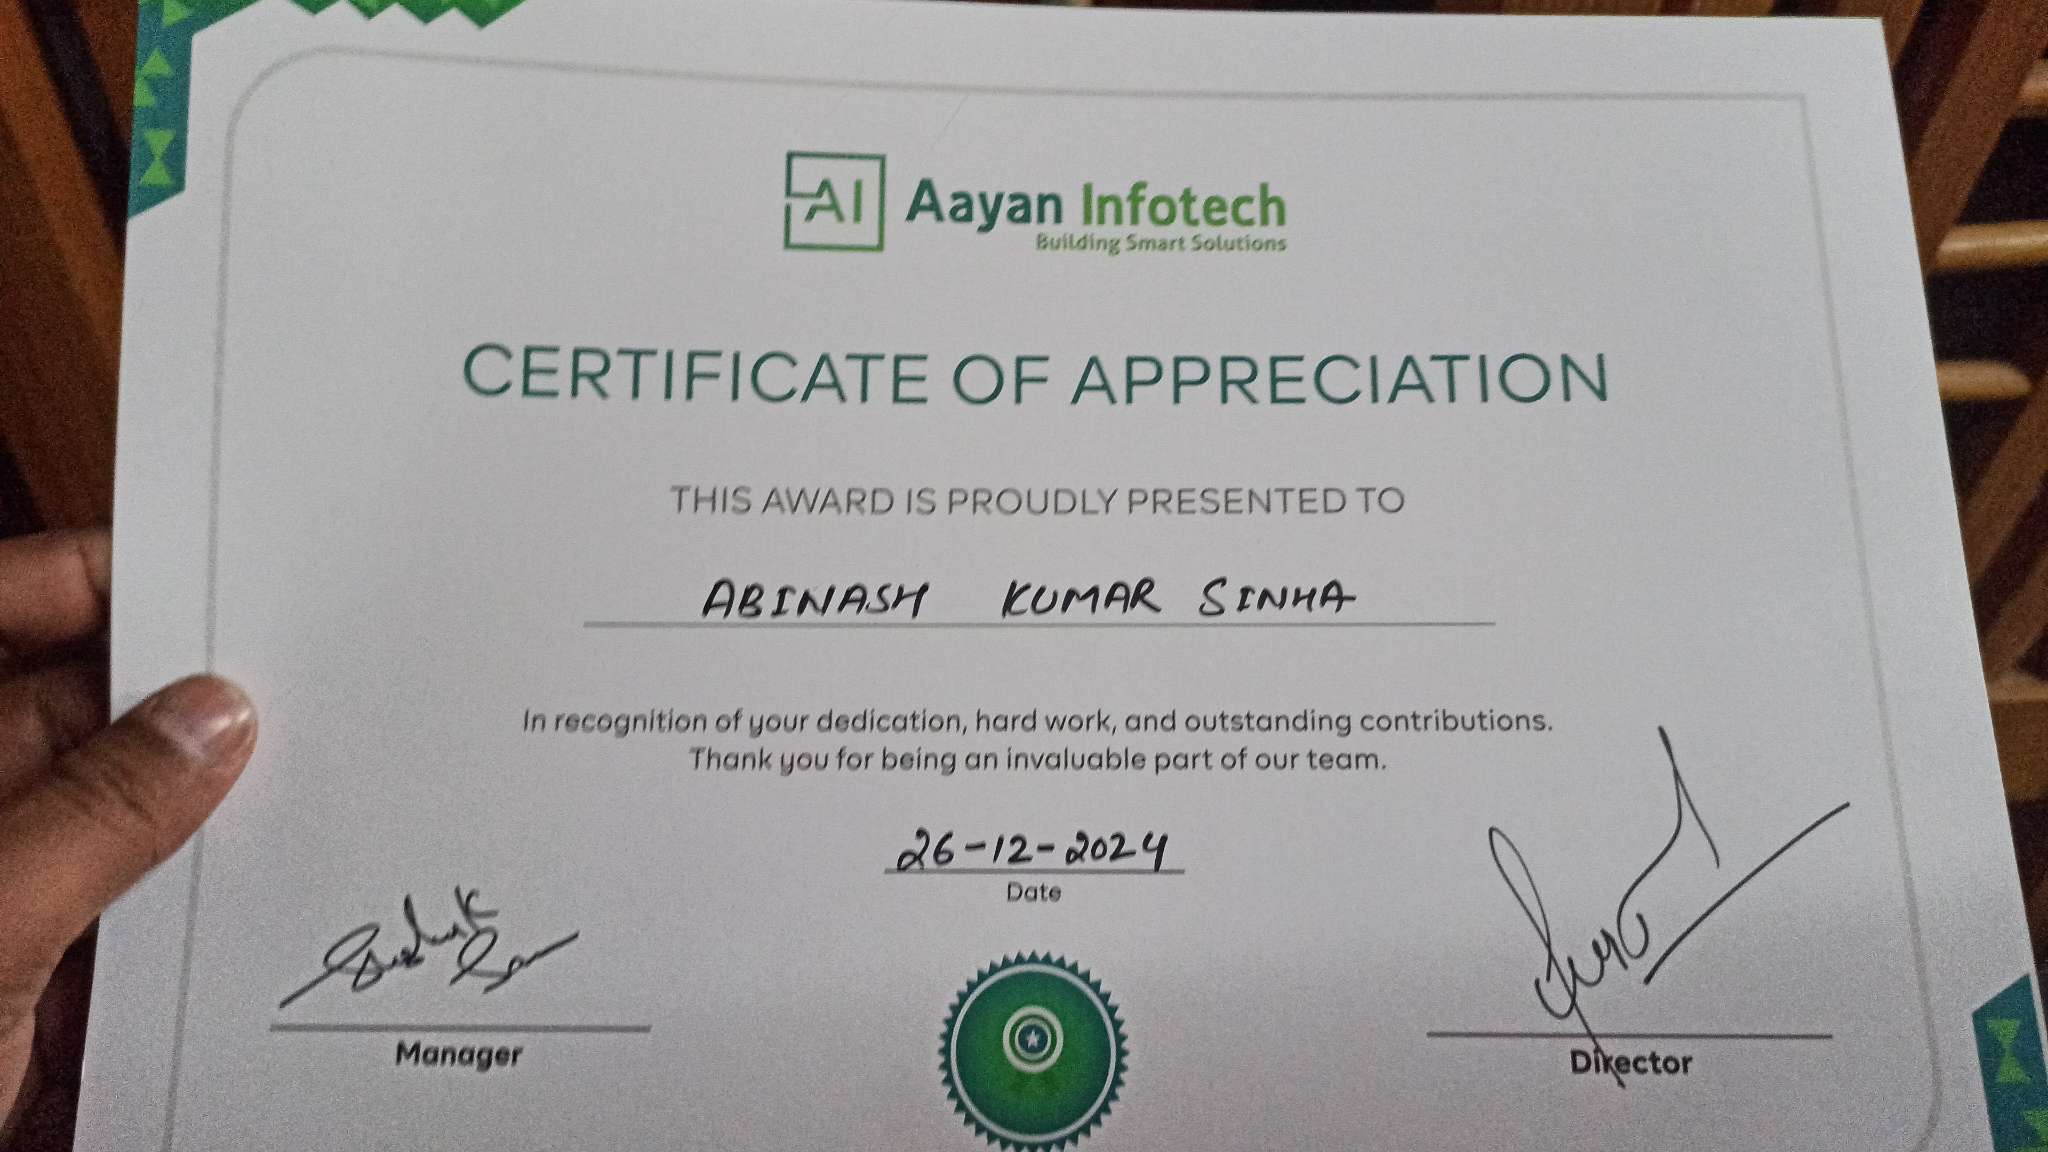 AI Aayan Infotech
Building Smart Solutions
CERTIFICATE OF APPRECIATION
THIS AWARD IS PROUDLY PRESENTED TO
ABINASH KUMAR SINHA
In recognition of your dedication, hard work, and outstanding contributions.
Thank you for being an invaluable part of our team.
26-12-2024
Date
Manager
Director